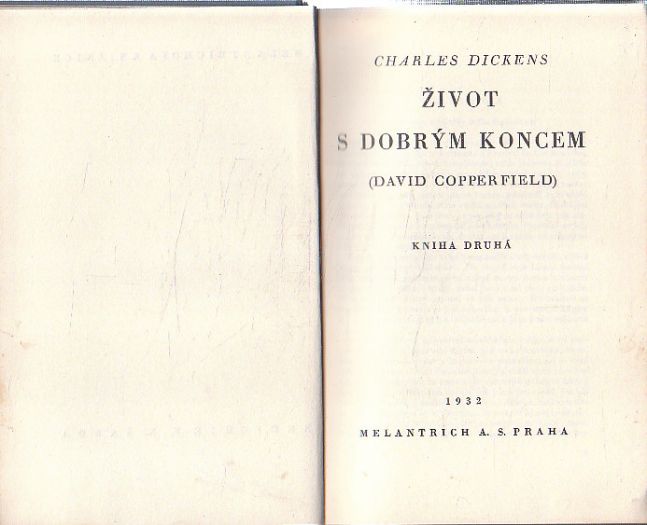 CHARLES DICKENS
ŽIVOT
S DOBRÝM KONCEM
(DAVID COPPERFIELD)
KNIHA DRUHÁ
1932
MELANTRICH A. S. PRAHA